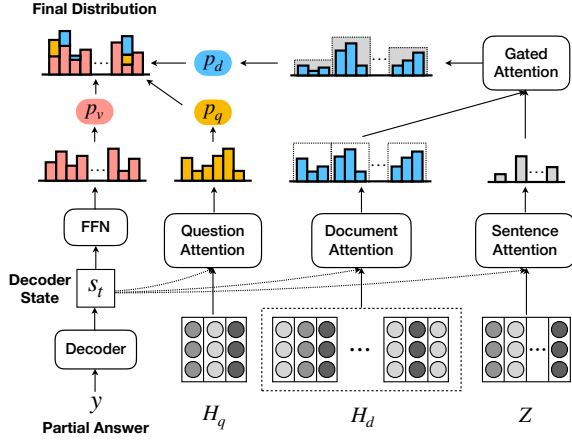 Final Distribution
p_d
Gated
Attention
p_v
p_q
...
...
...
...
...
FFN
Question
Attention
Document
Attention
Sentence
Attention
Decoder
State
s_t
Decoder
...
...
y
Partial Answer
H_q
H_d
Z